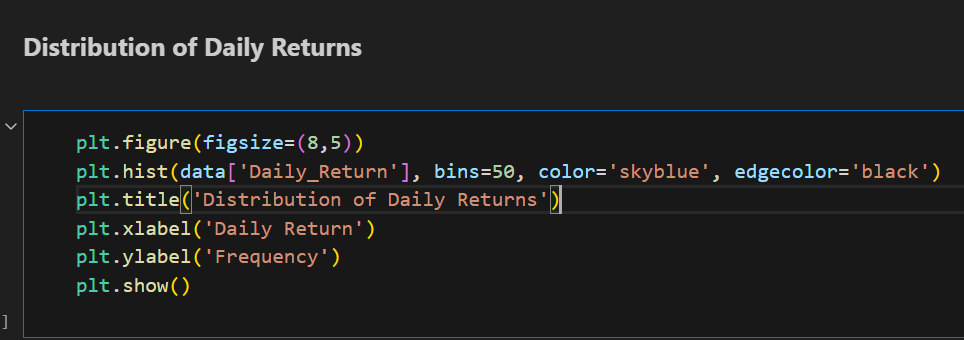 Distribution of Daily Returns
plt.figure(figsize=(8,5))
plt.hist(data['Daily_Return'], bins=50, color='skyblue', edgecolor='black')
plt.title('Distribution of Daily Returns')
plt.xlabel('Daily Return')
plt.ylabel('Frequency')
plt.show()
]